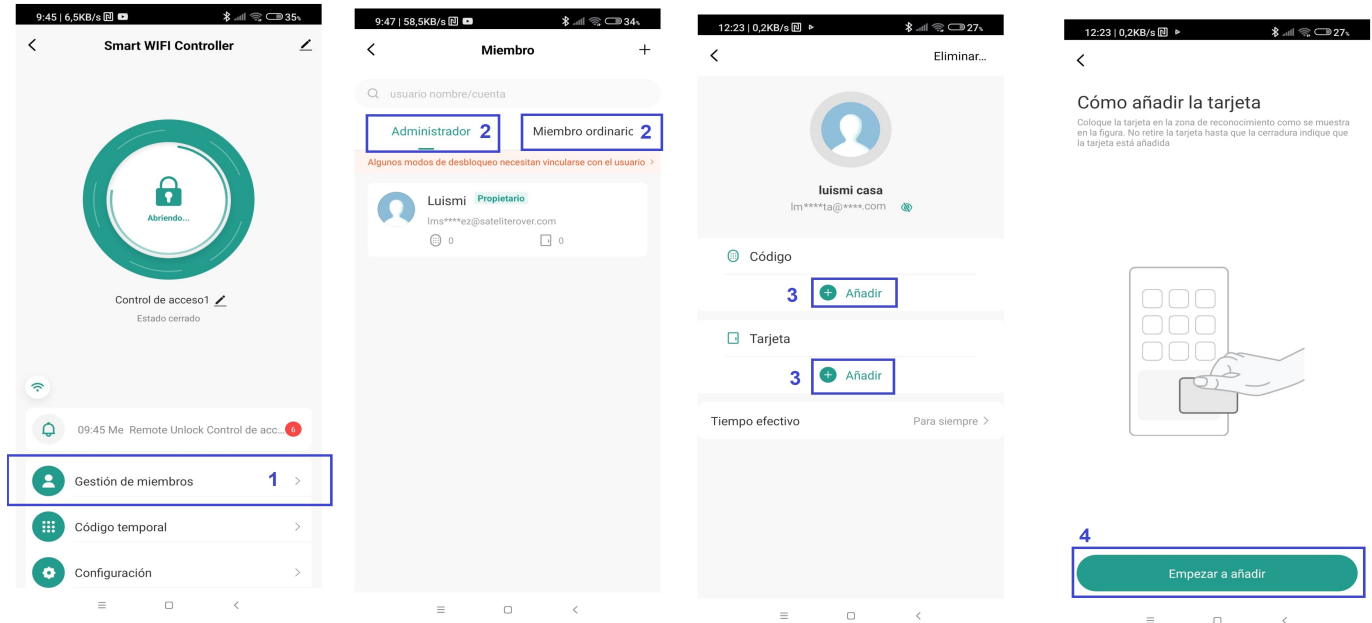 9:45 | 6,5KB/s 35%
Smart WIFI Controller
Abriendo...
Control de acceso1
Estado cerrado
09:45 Me Remote Unlock Control de acc... 6
Gestión de miembros 1
Código temporal
Configuración
9:47 | 58,5KB/s 34%
Miembro +
usuario nombre/cuenta
Administrador 2 Miembro ordinaric 2
Algunos modos de desbloqueo necesitan vincularse con el usuario >
Luismi Propietario
lms****ez@sateliterover.com
0 0
12:23 | 0,2KB/s 27%
Eliminar...
luismi casa
lm****ta@****.com
Código
3 + Añadir
Tarjeta
3 + Añadir
Tiempo efectivo Para siempre >
12:23 | 0,2KB/s 27%
Cómo añadir la tarjeta
Coloque la tarjeta en la zona de reconocimiento como se muestra
en la figura. No retire la tarjeta hasta que la cerradura indique que
la tarjeta está añadida
4
Empezar a añadir